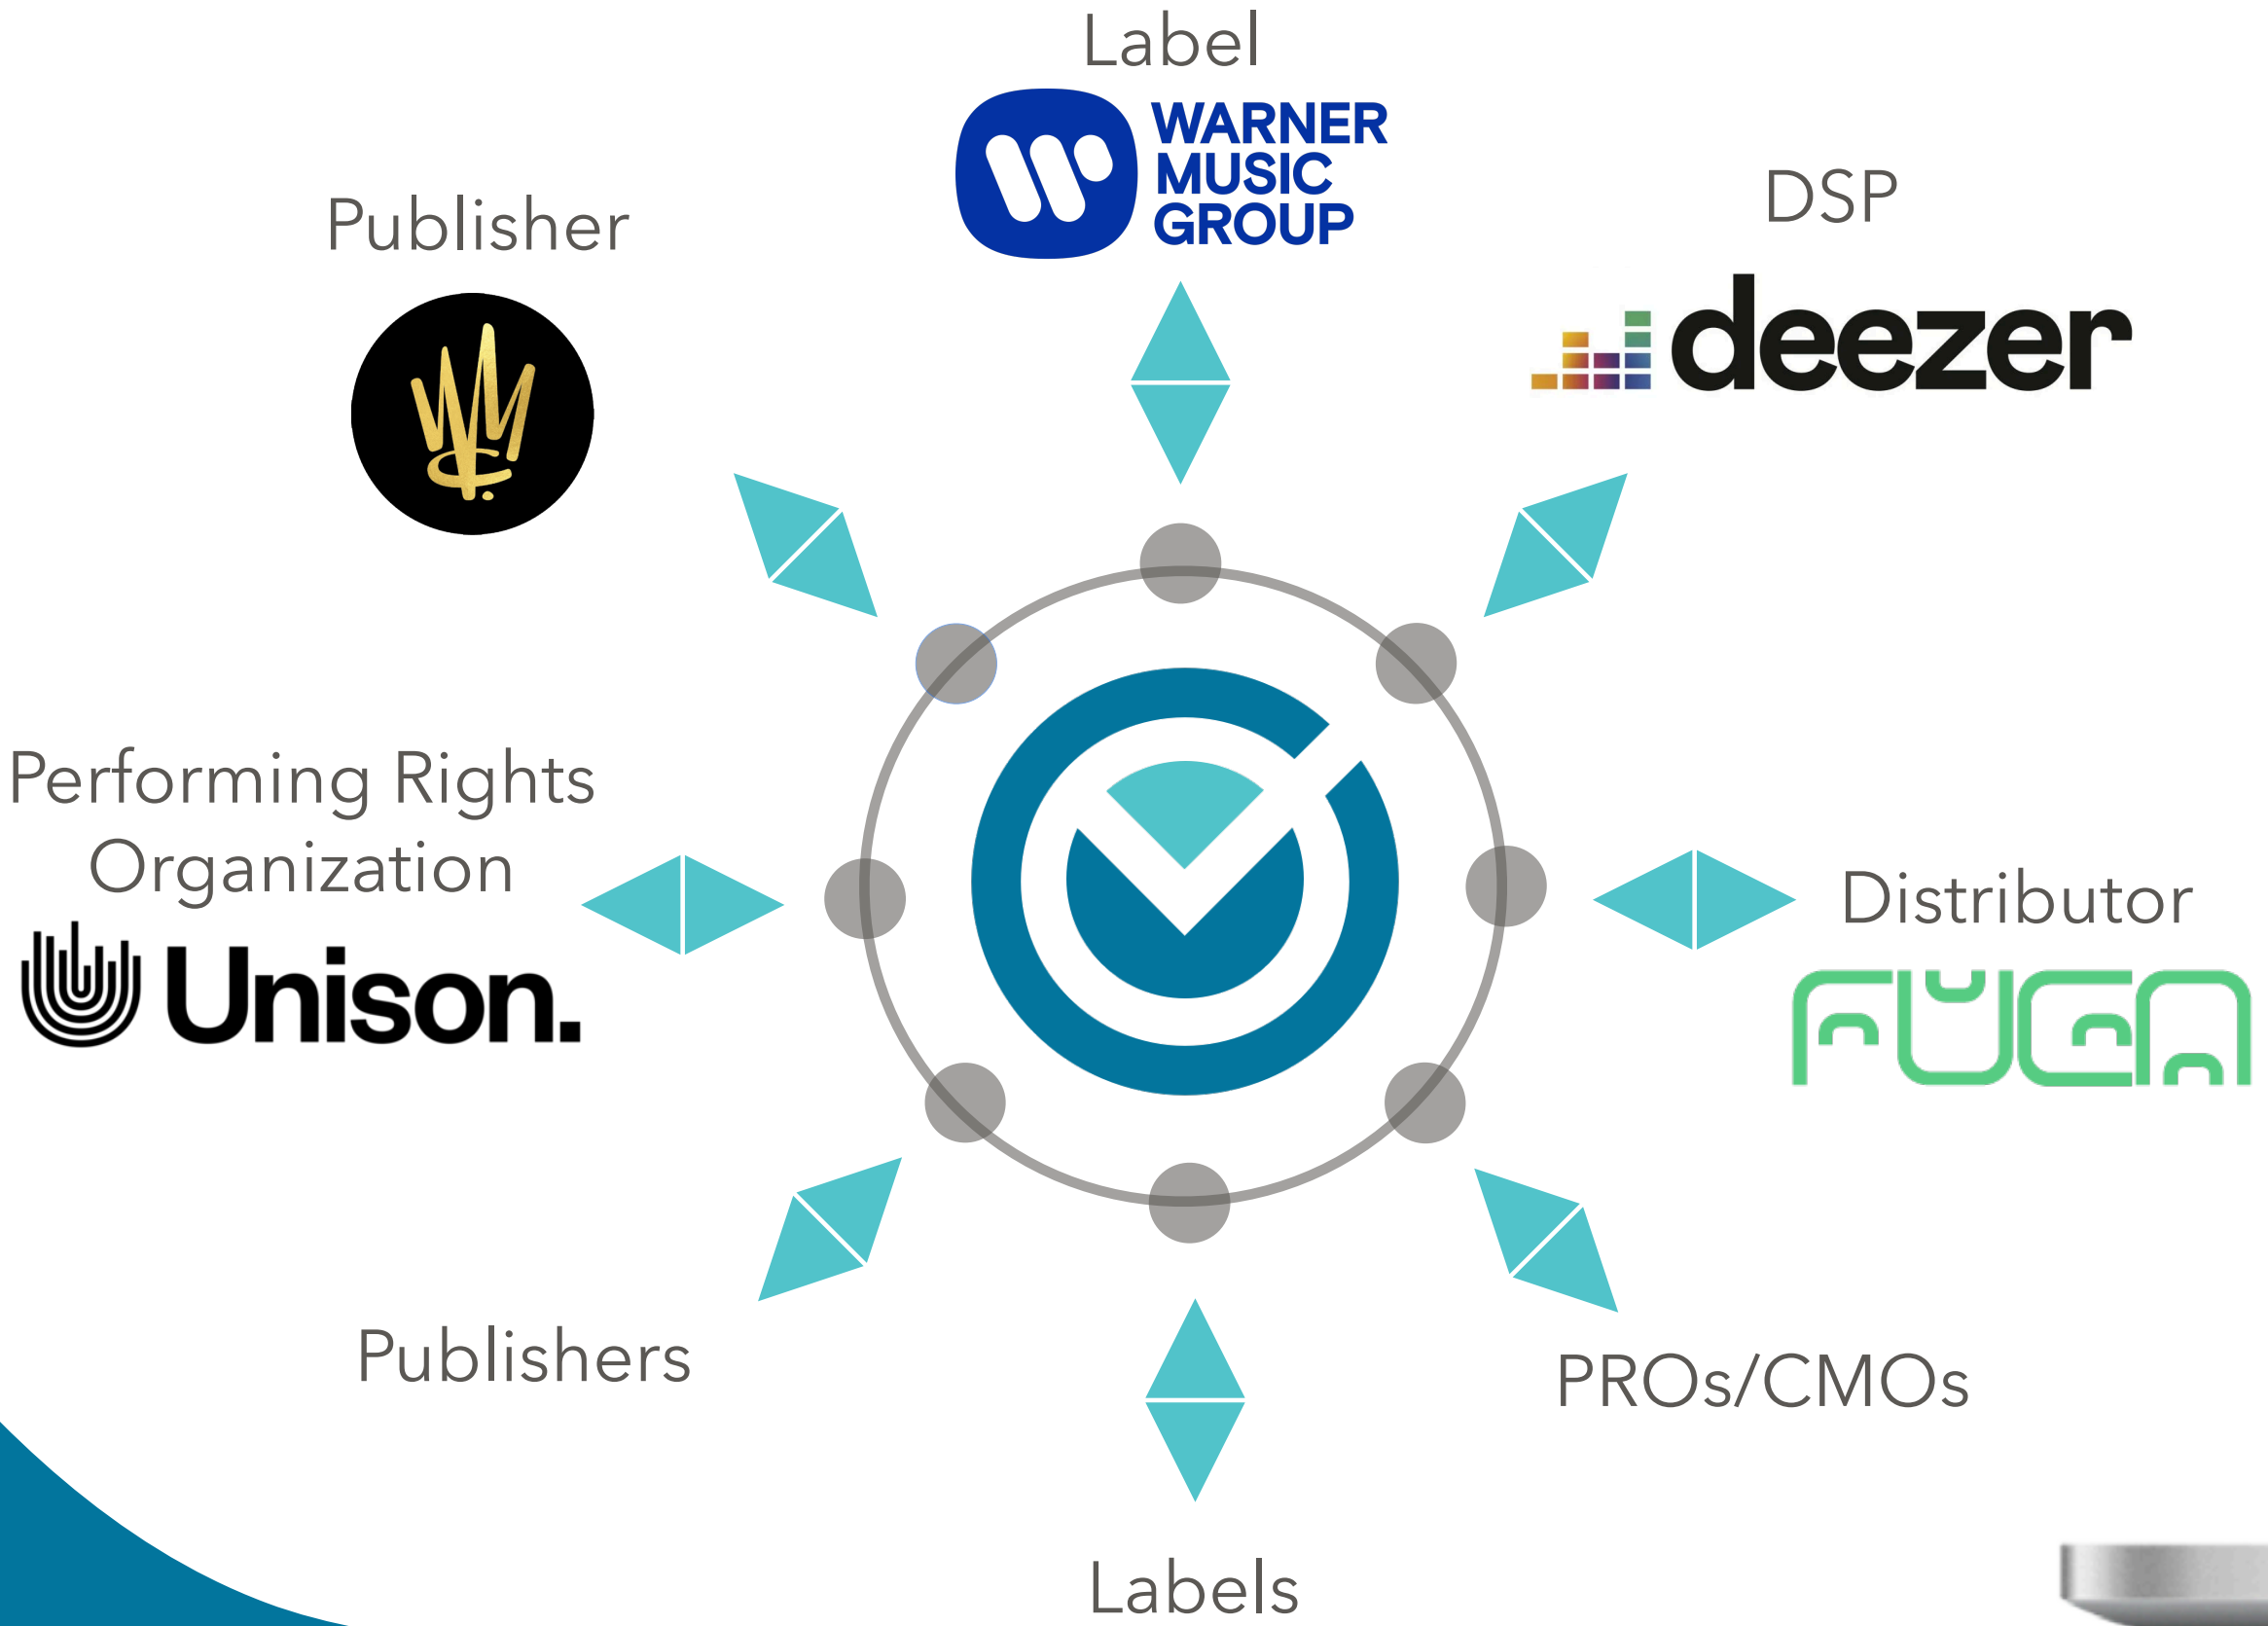 Label
WARNER
MUSIC
GROUP
Publisher
DSP
deezer
Performing Rights
Organization
Unison.
Distributor
FUGA
Publishers
PROs/CMOs
Labels